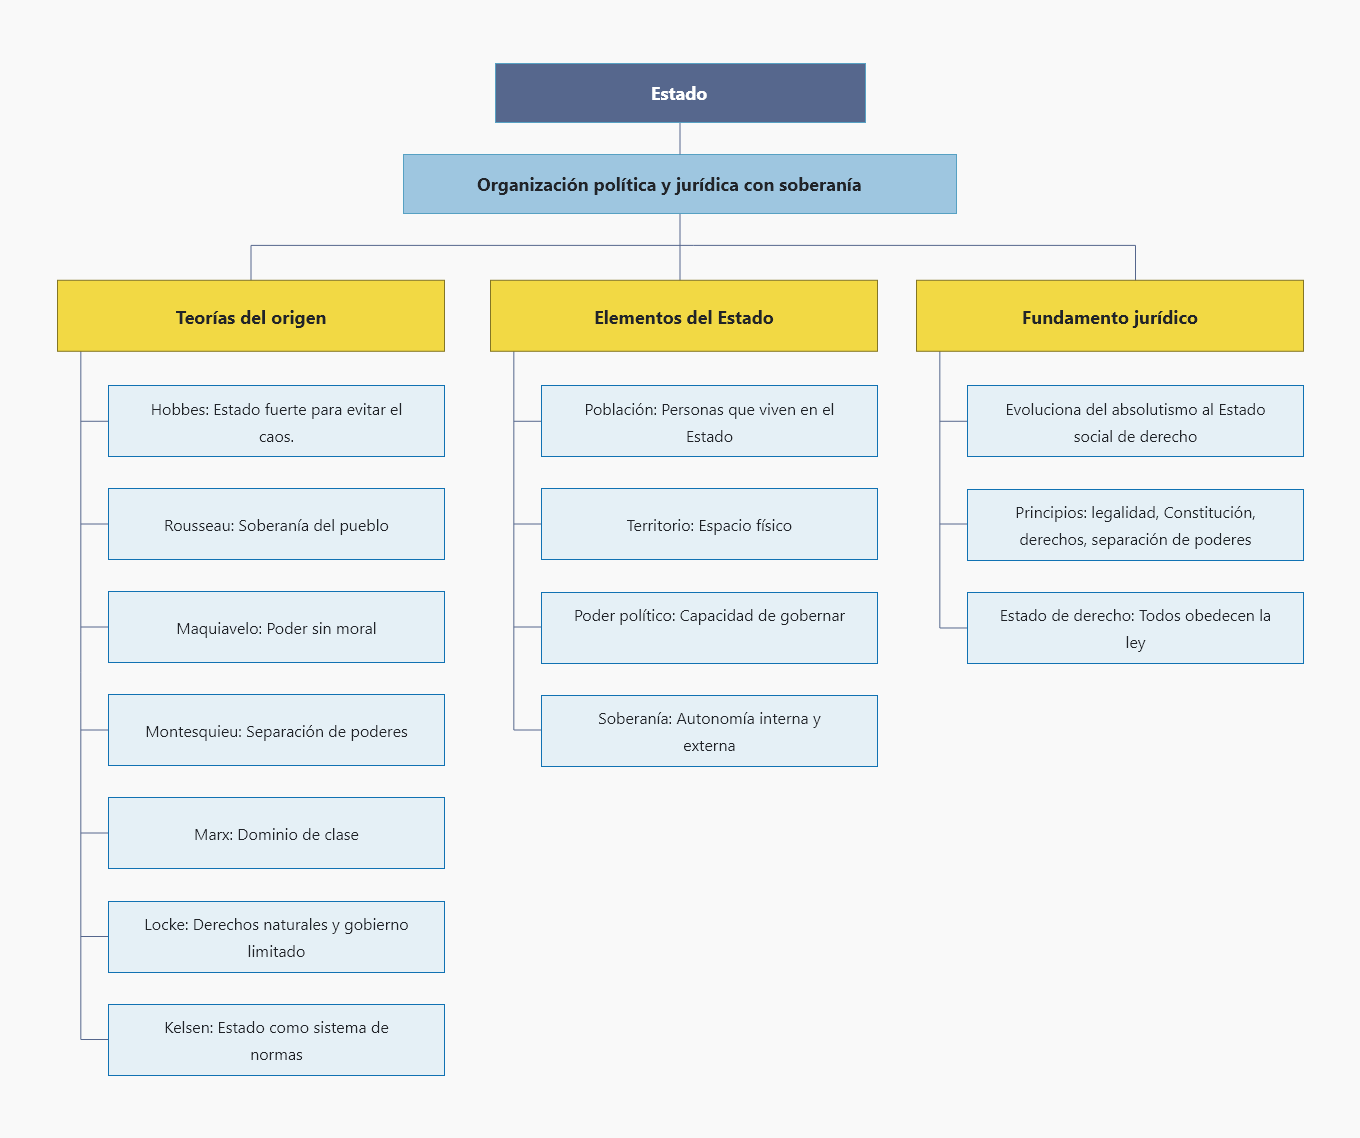 Estado
Organización política y jurídica con soberanía
Teorías del origen
Hobbes: Estado fuerte para evitar el
caos.
Rousseau: Soberanía del pueblo
Maquiavelo: Poder sin moral
Montesquieu: Separación de poderes
Marx: Dominio de clase
Locke: Derechos naturales y gobierno
limitado
Kelsen: Estado como sistema de
normas
Elementos del Estado
Población: Personas que viven en el
Estado
Territorio: Espacio físico
Poder político: Capacidad de gobernar
Soberanía: Autonomía interna y
externa
Fundamento jurídico
Evoluciona del absolutismo al Estado
social de derecho
Principios: legalidad, Constitución,
derechos, separación de poderes
Estado de derecho: Todos obedecen la
ley